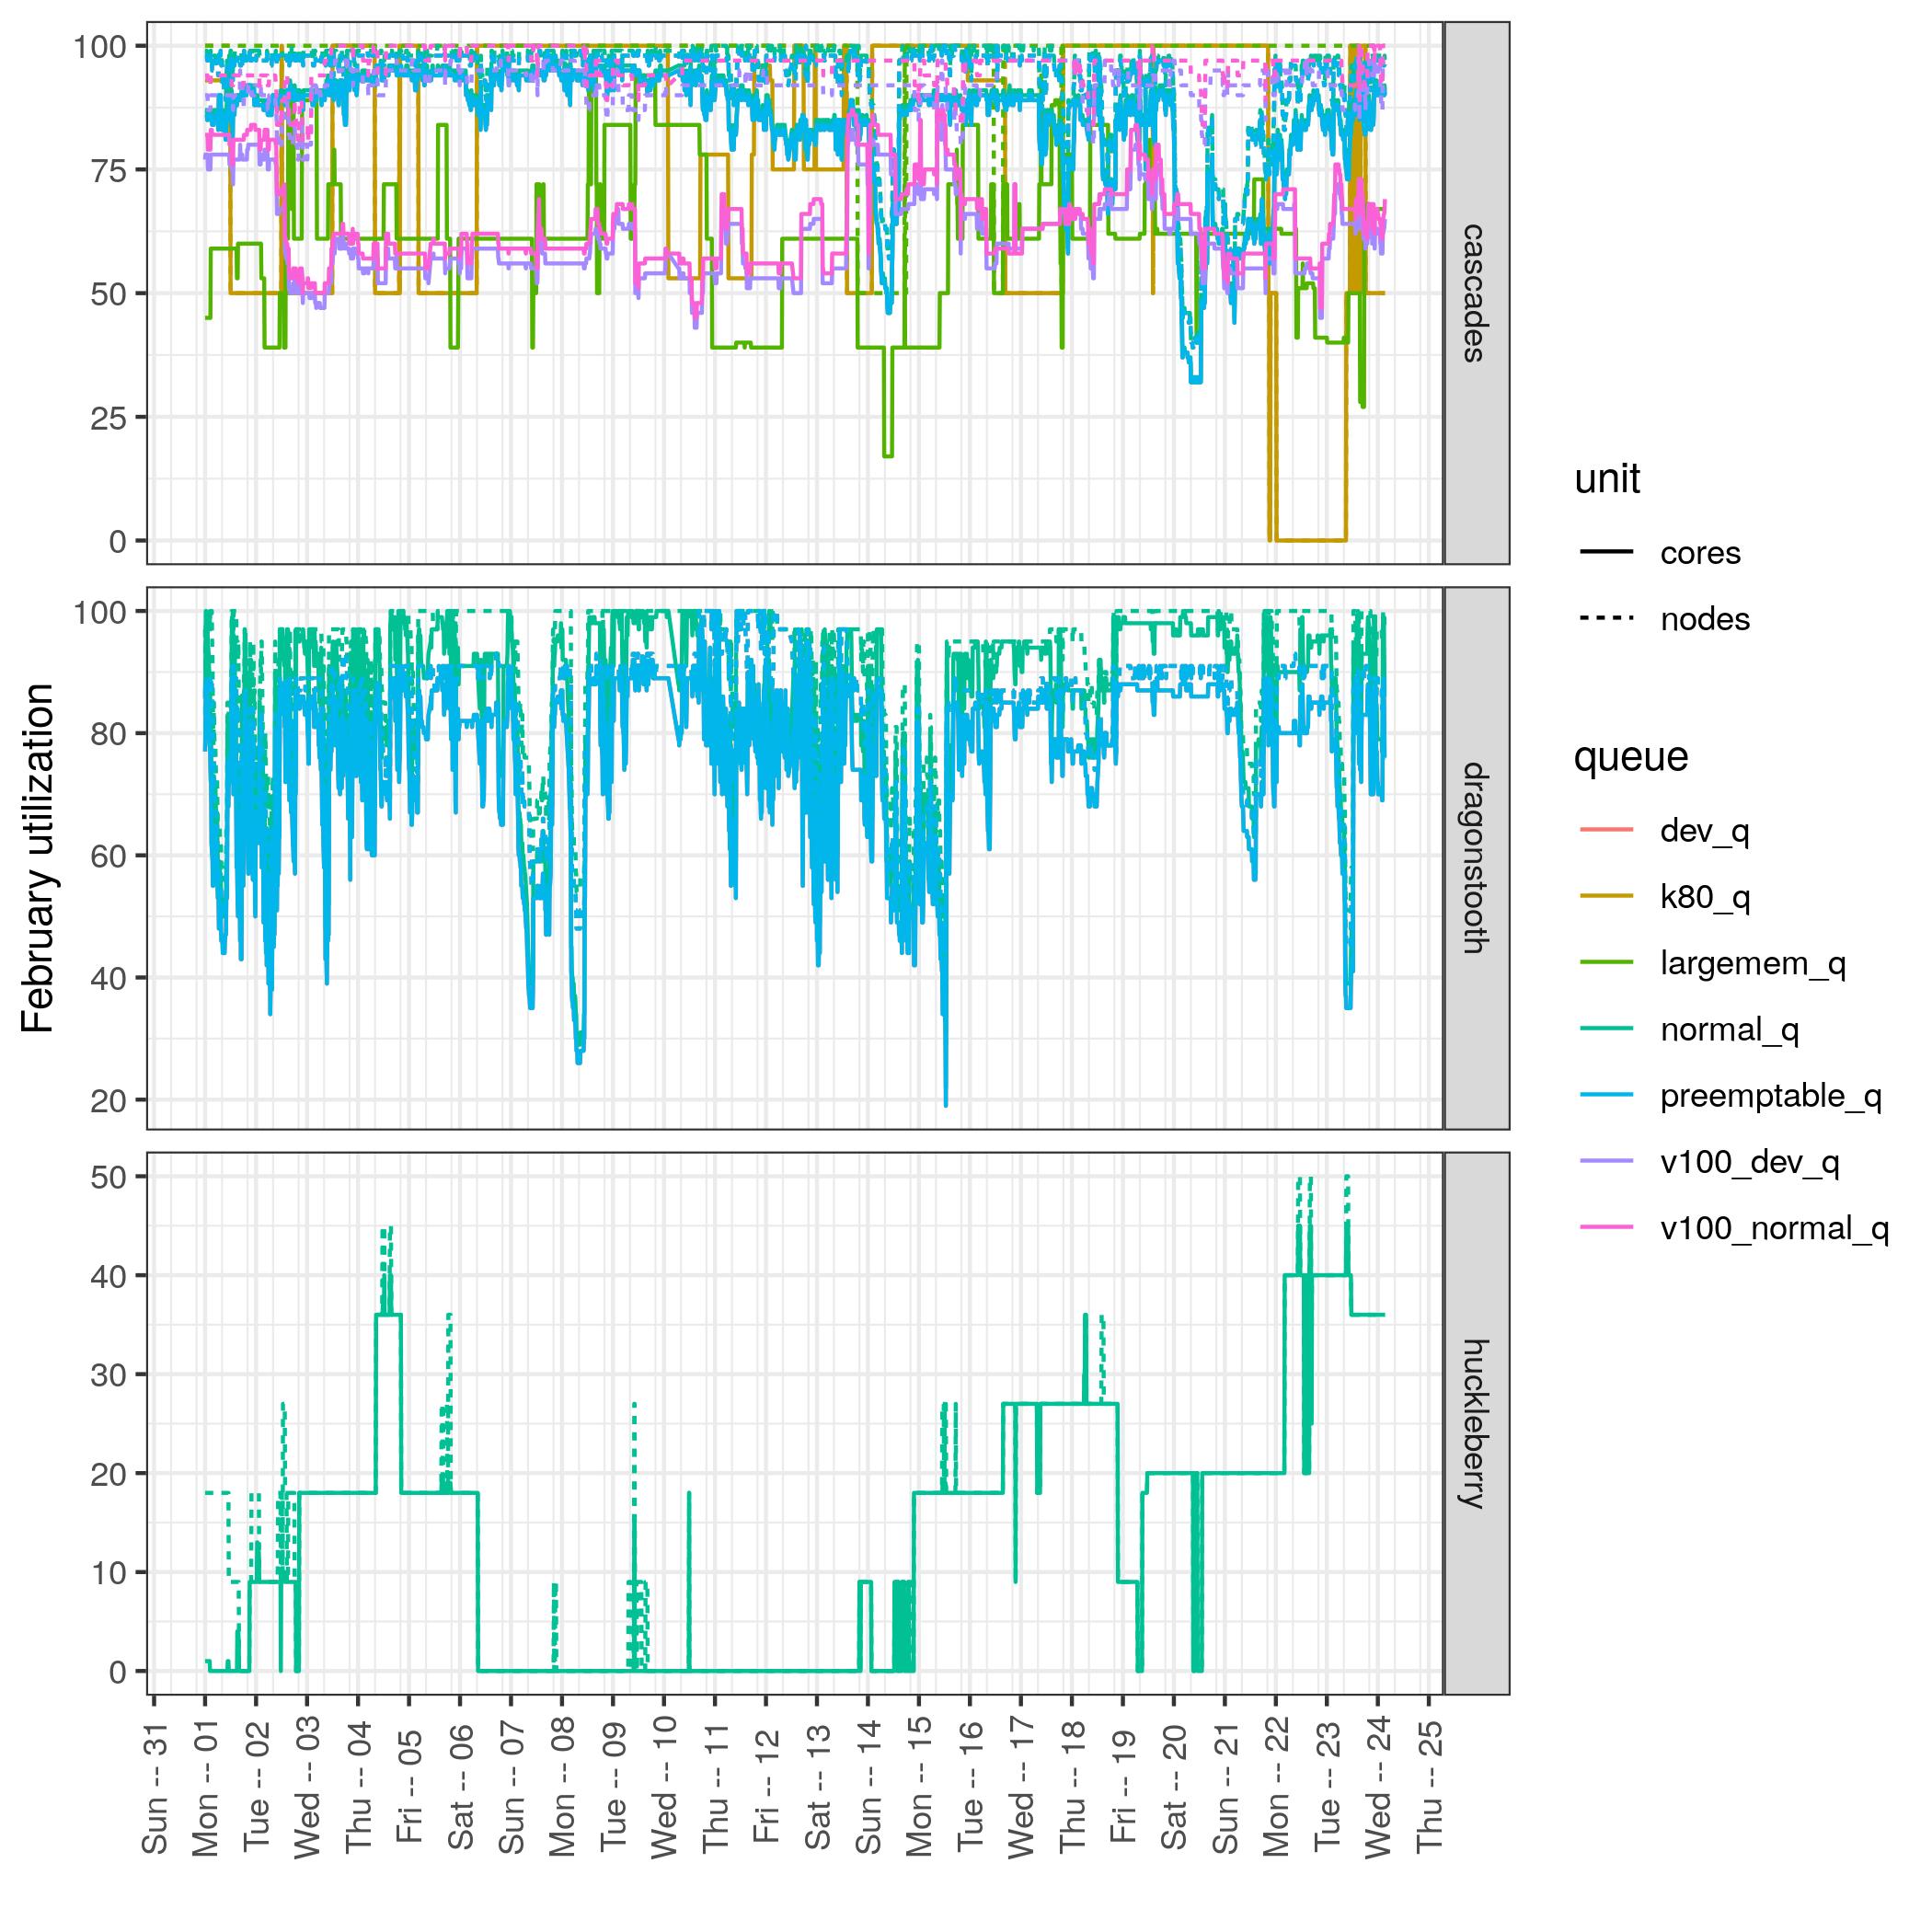 100
75
50
25
0
cascades
100
80
60
40
20
dragonstooth
50
40
30
20
10
0
huckleberry
February utilization
Sun -- 31
Mon -- 01
Tue -- 02
Wed -- 03
Thu -- 04
Fri -- 05
Sat -- 06
Sun -- 07
Mon -- 08
Tue -- 09
Wed -- 10
Thu -- 11
Fri -- 12
Sat -- 13
Sun -- 14
Mon -- 15
Tue -- 16
Wed -- 17
Thu -- 18
Fri -- 19
Sat -- 20
Sun -- 21
Mon -- 22
Tue -- 23
Wed -- 24
Thu -- 25
unit
cores
nodes
queue
dev_q
k80_q
largemem_q
normal_q
preemptable_q
v100_dev_q
v100_normal_q